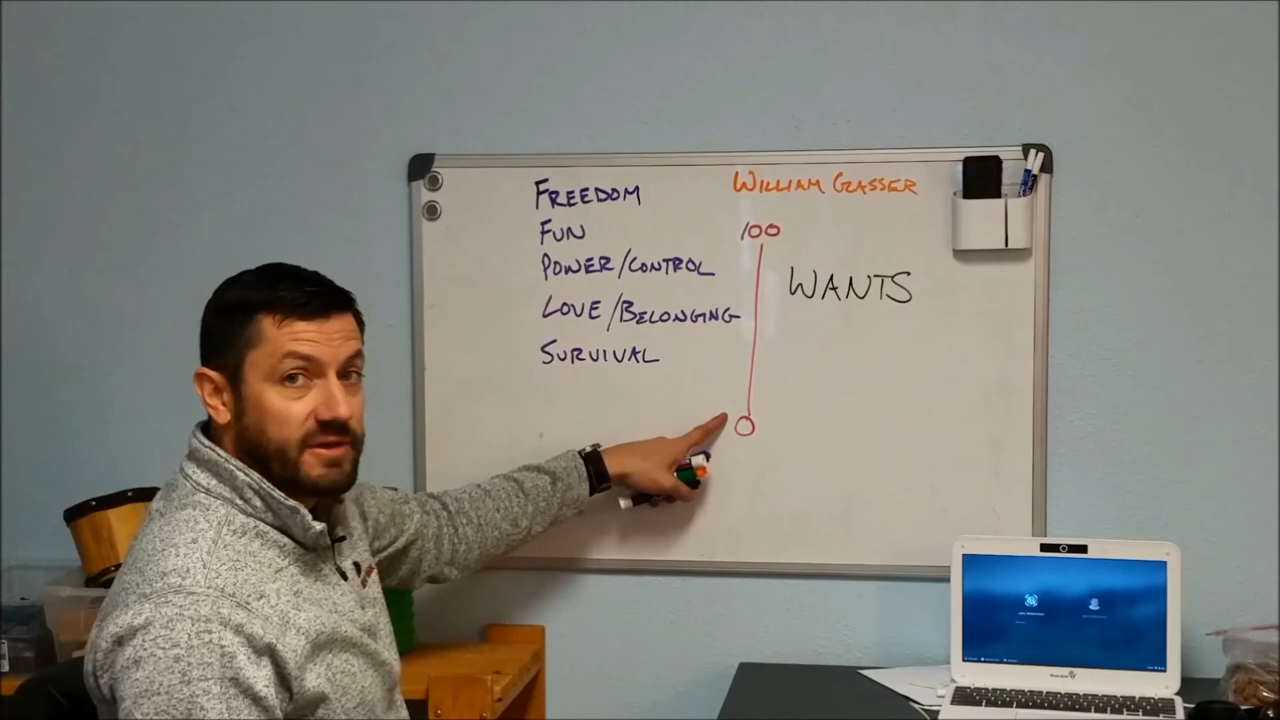 FREEDOM
FUN
POWER/CONTROL
LOVE/BELONGING
SURVIVAL
WILLIAM GLASSER
100
WANTS
0